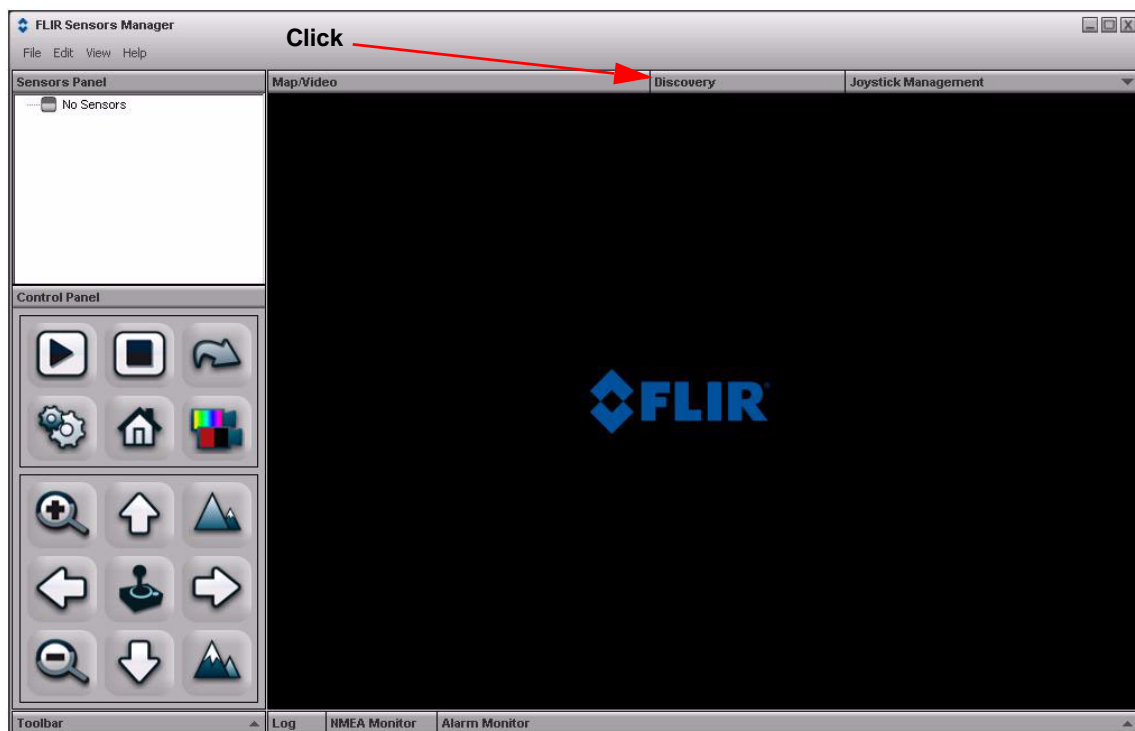 FLIR Sensors Manager
File Edit View Help
Click
Sensors Panel
Map/Video
Discovery
Joystick Management
No Sensors
Control Panel
FLIR
Toolbar
Log
NMEA Monitor
Alarm Monitor